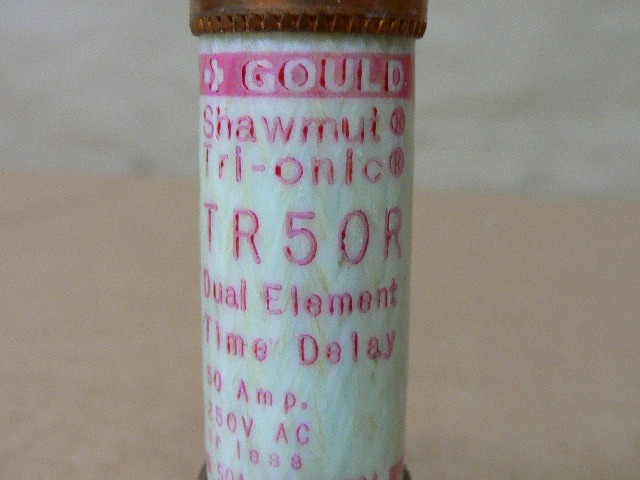 GOULD
Shawmut®
Tri-onic®
TR50R
Dual Element
Time Delay
50 Amp.
250V AC
or less